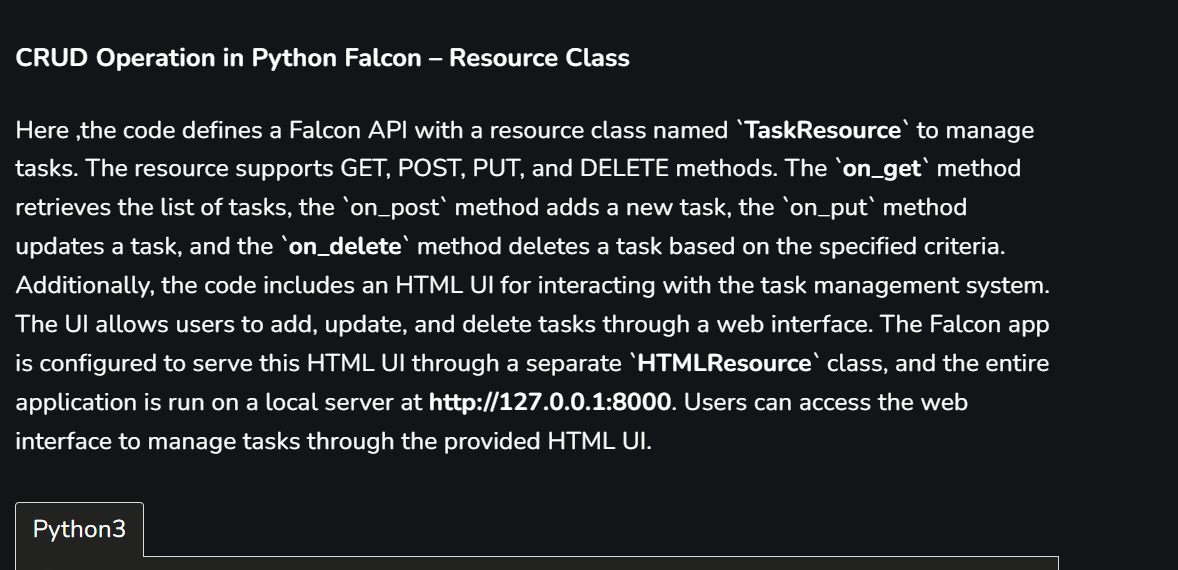 CRUD Operation in Python Falcon – Resource Class
Here ,the code defines a Falcon API with a resource class named `TaskResource` to manage
tasks. The resource supports GET, POST, PUT, and DELETE methods. The `on_get` method
retrieves the list of tasks, the `on_post` method adds a new task, the `on_put` method
updates a task, and the `on_delete` method deletes a task based on the specified criteria.
Additionally, the code includes an HTML UI for interacting with the task management system.
The UI allows users to add, update, and delete tasks through a web interface. The Falcon app
is configured to serve this HTML UI through a separate `HTMLResource` class, and the entire
application is run on a local server at http://127.0.0.1:8000. Users can access the web
interface to manage tasks through the provided HTML UI.
Python3